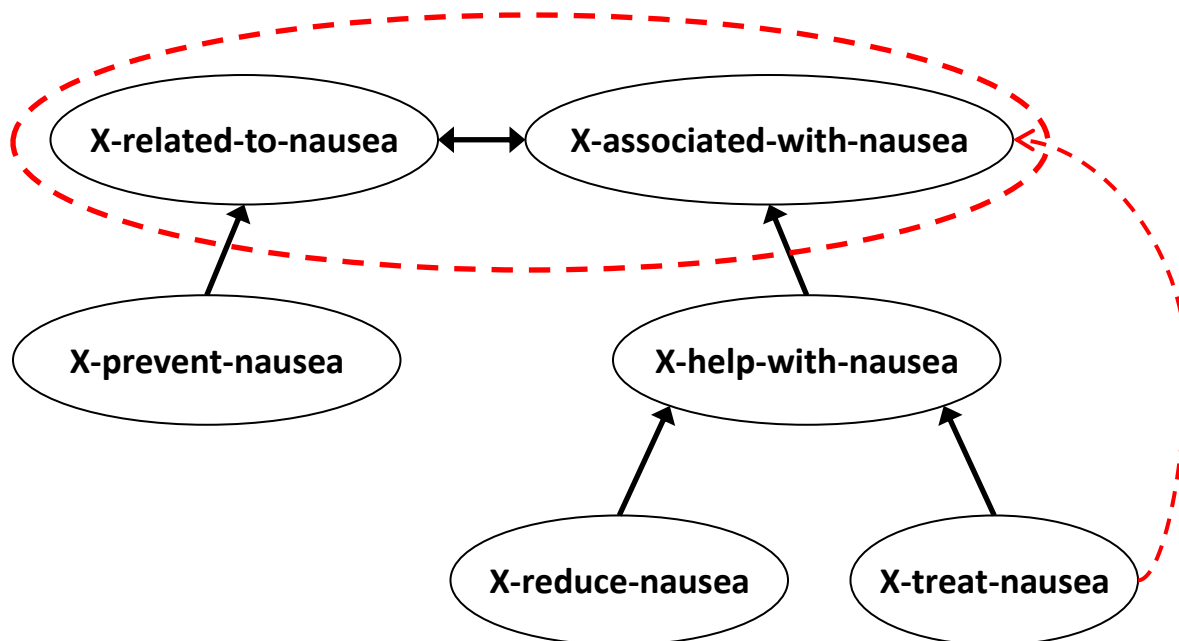 X-related-to-nausea
X-associated-with-nausea
X-prevent-nausea
X-help-with-nausea
X-reduce-nausea
X-treat-nausea